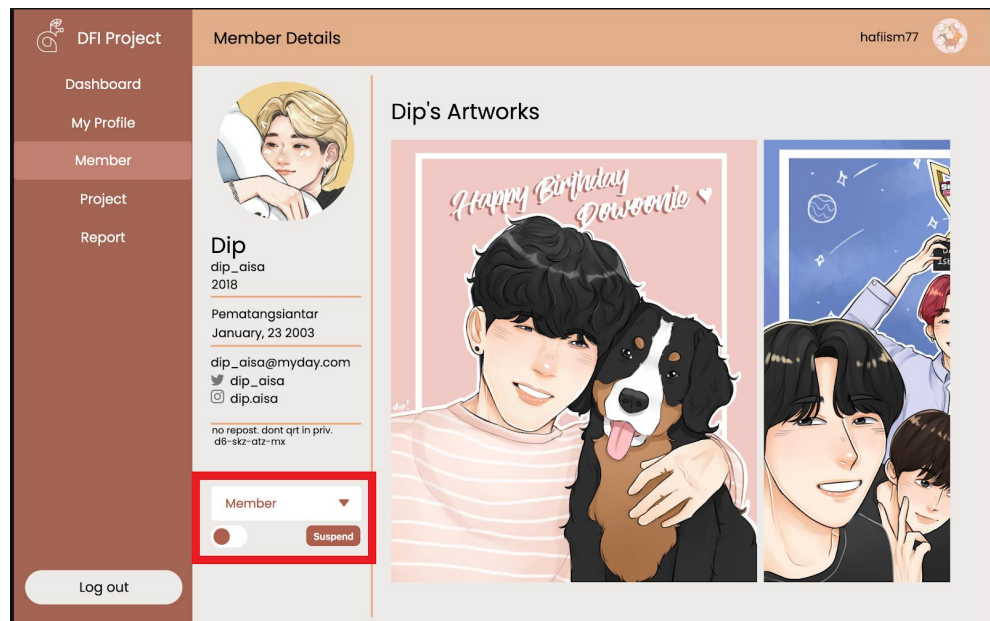 DFI Project
Member Details
hafiism77
Dashboard
My Profile
Member
Project
Report
Log out
Dip
dip_aisa
2018
Pematangsiantar
January, 23 2003
dip_aisa@myday.com
dip_aisa
dip.aisa
no repost. dont qrt in priv.
d6-skz-atz-mx
Member
Suspend
Dip's Artworks
Happy Birthday
Dowoonie ♥
dip!